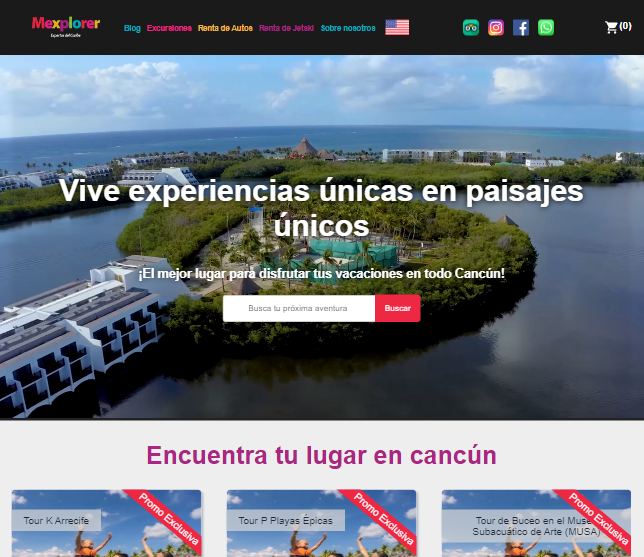 Mexplorer
Expertos del Caribe
Blog Excursiones Renta de Autos Renta de Jetski Sobre nosotros
(0)
Vive experiencias únicas en paisajes
únicos
¡El mejor lugar para disfrutar tus vacaciones en todo Cancún!
Busca tu próxima aventura Buscar
Encuentra tu lugar en cancún
Promo Exclusiva
Tour K Arrecife
Promo Exclusiva
Tour P Playas Épicas
Promo Exclusiva
Tour de Buceo en el Museo
Subacuático de Arte (MUSA)